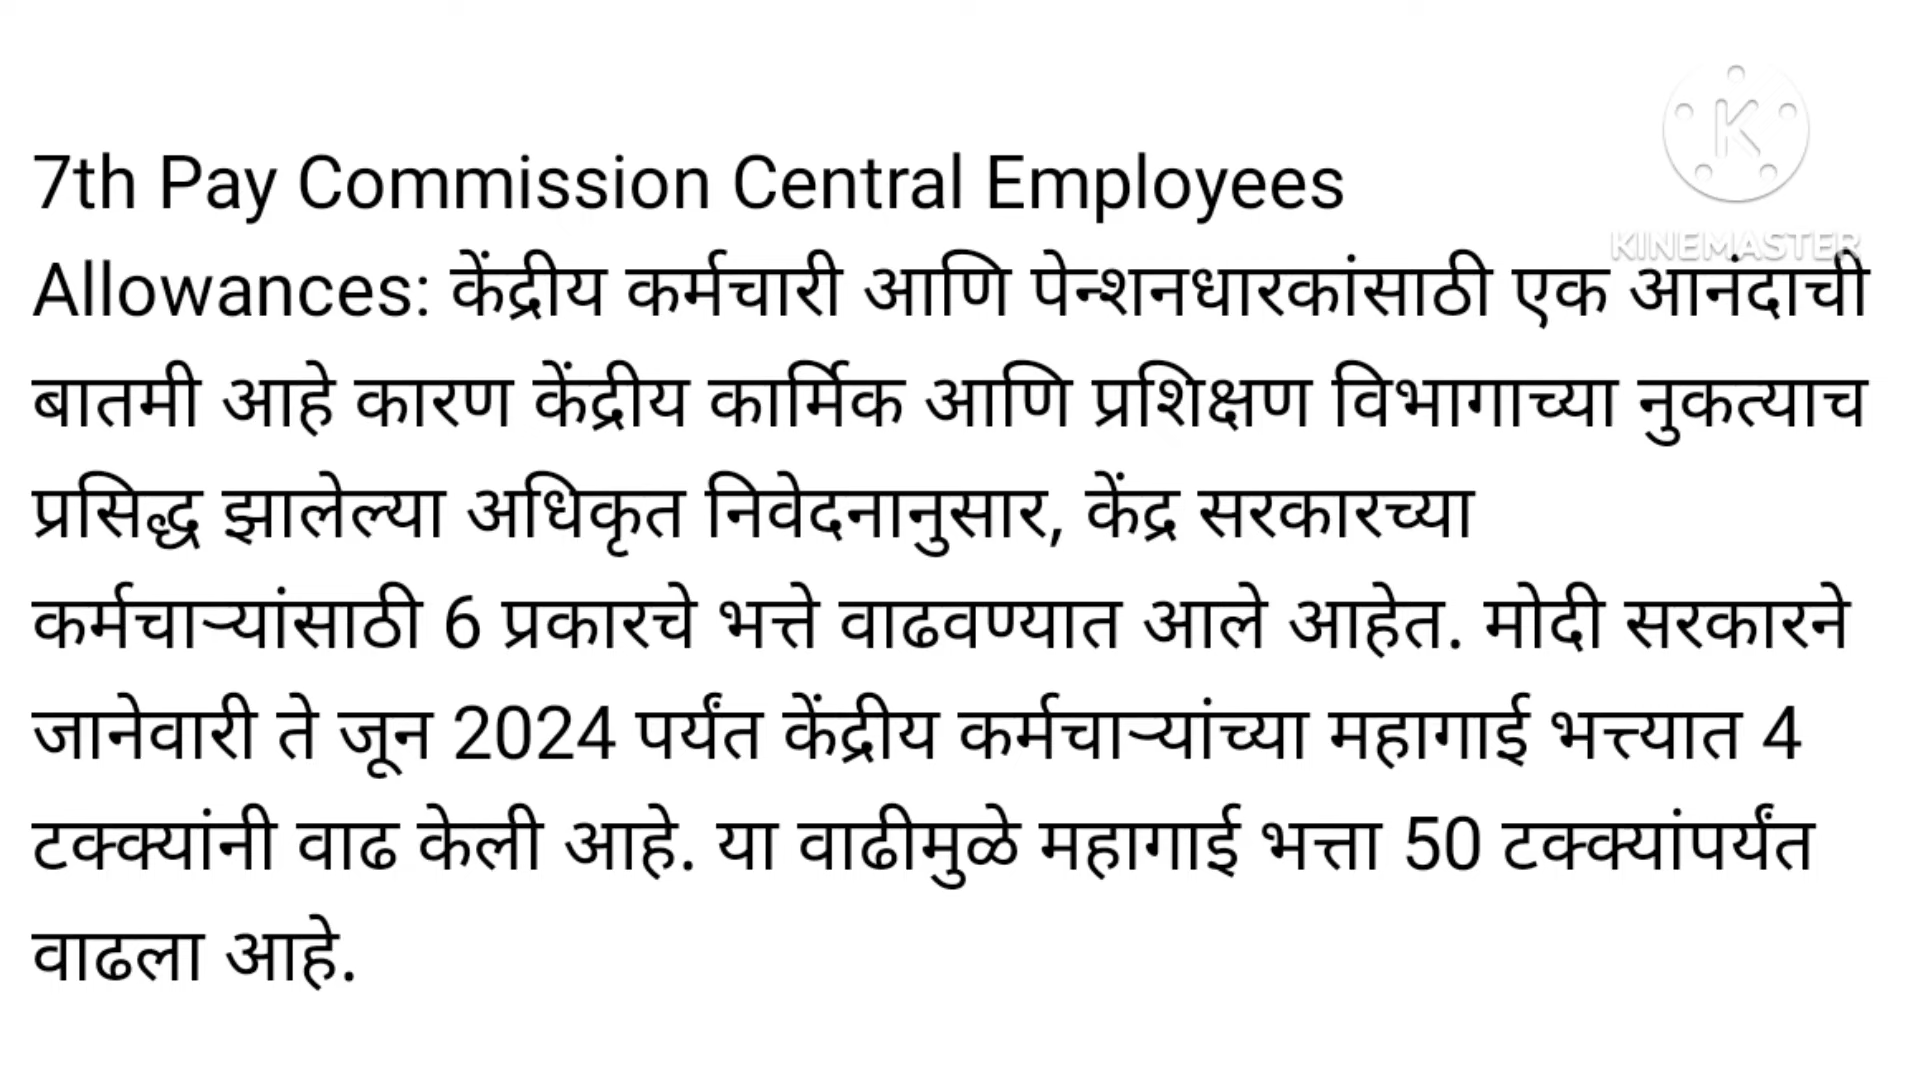 KINEMASTER
7th Pay Commission Central Employees
Allowances: केंद्रीय कर्मचारी आणि पेन्शनधारकांसाठी एक आनंदाची
बातमी आहे कारण केंद्रीय कार्मिक आणि प्रशिक्षण विभागाच्या नुकत्याच
प्रसिद्ध झालेल्या अधिकृत निवेदनानुसार, केंद्र सरकारच्या
कर्मचाऱ्यांसाठी 6 प्रकारचे भत्ते वाढवण्यात आले आहेत. मोदी सरकारने
जानेवारी ते जून 2024 पर्यंत केंद्रीय कर्मचाऱ्यांच्या महागाई भत्त्यात 4
टक्क्यांनी वाढ केली आहे. या वाढीमुळे महागाई भत्ता 50 टक्क्यांपर्यंत
वाढला आहे.